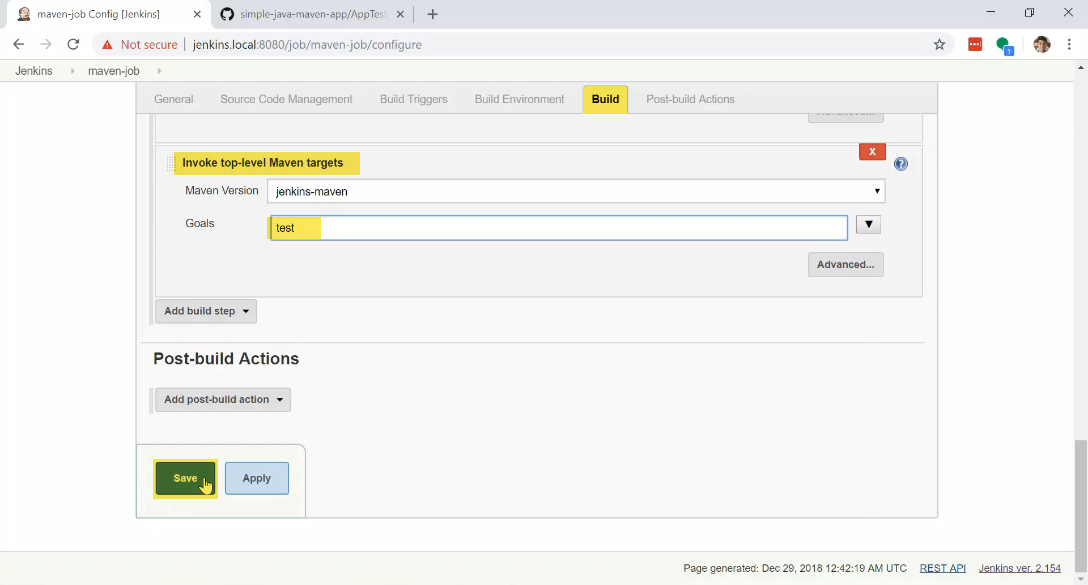 maven-job Config [Jenkins]
simple-java-maven-app/AppTest
Not secure | jenkins.local:8080/job/maven-job/configure
1
Jenkins maven-job
General Source Code Management Build Triggers Build Environment Build Post-build Actions
Advanced...
Invoke top-level Maven targets
X
?
Maven Version jenkins-maven
Goals test
Advanced...
Add build step
Post-build Actions
Add post-build action
Save Apply
Page generated: Dec 29, 2018 12:42:19 AM UTC REST API Jenkins ver. 2.154